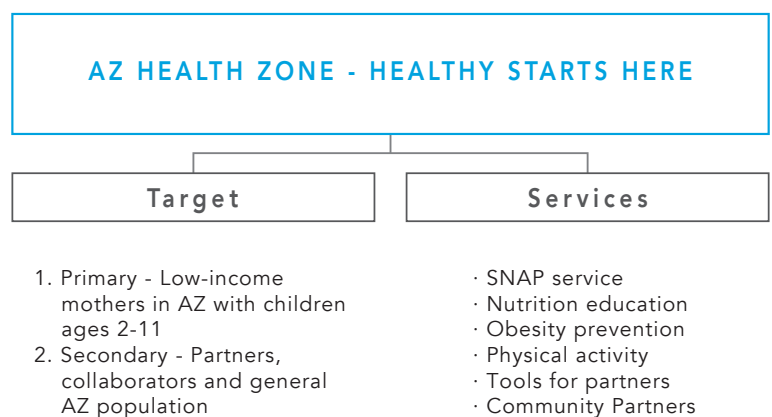 AZ HEALTH ZONE - HEALTHY STARTS HERE
Target
Services
1. Primary - Low-income
mothers in AZ with children
ages 2-11
2. Secondary - Partners,
collaborators and general
AZ population
· SNAP service
· Nutrition education
· Obesity prevention
· Physical activity
· Tools for partners
· Community Partners